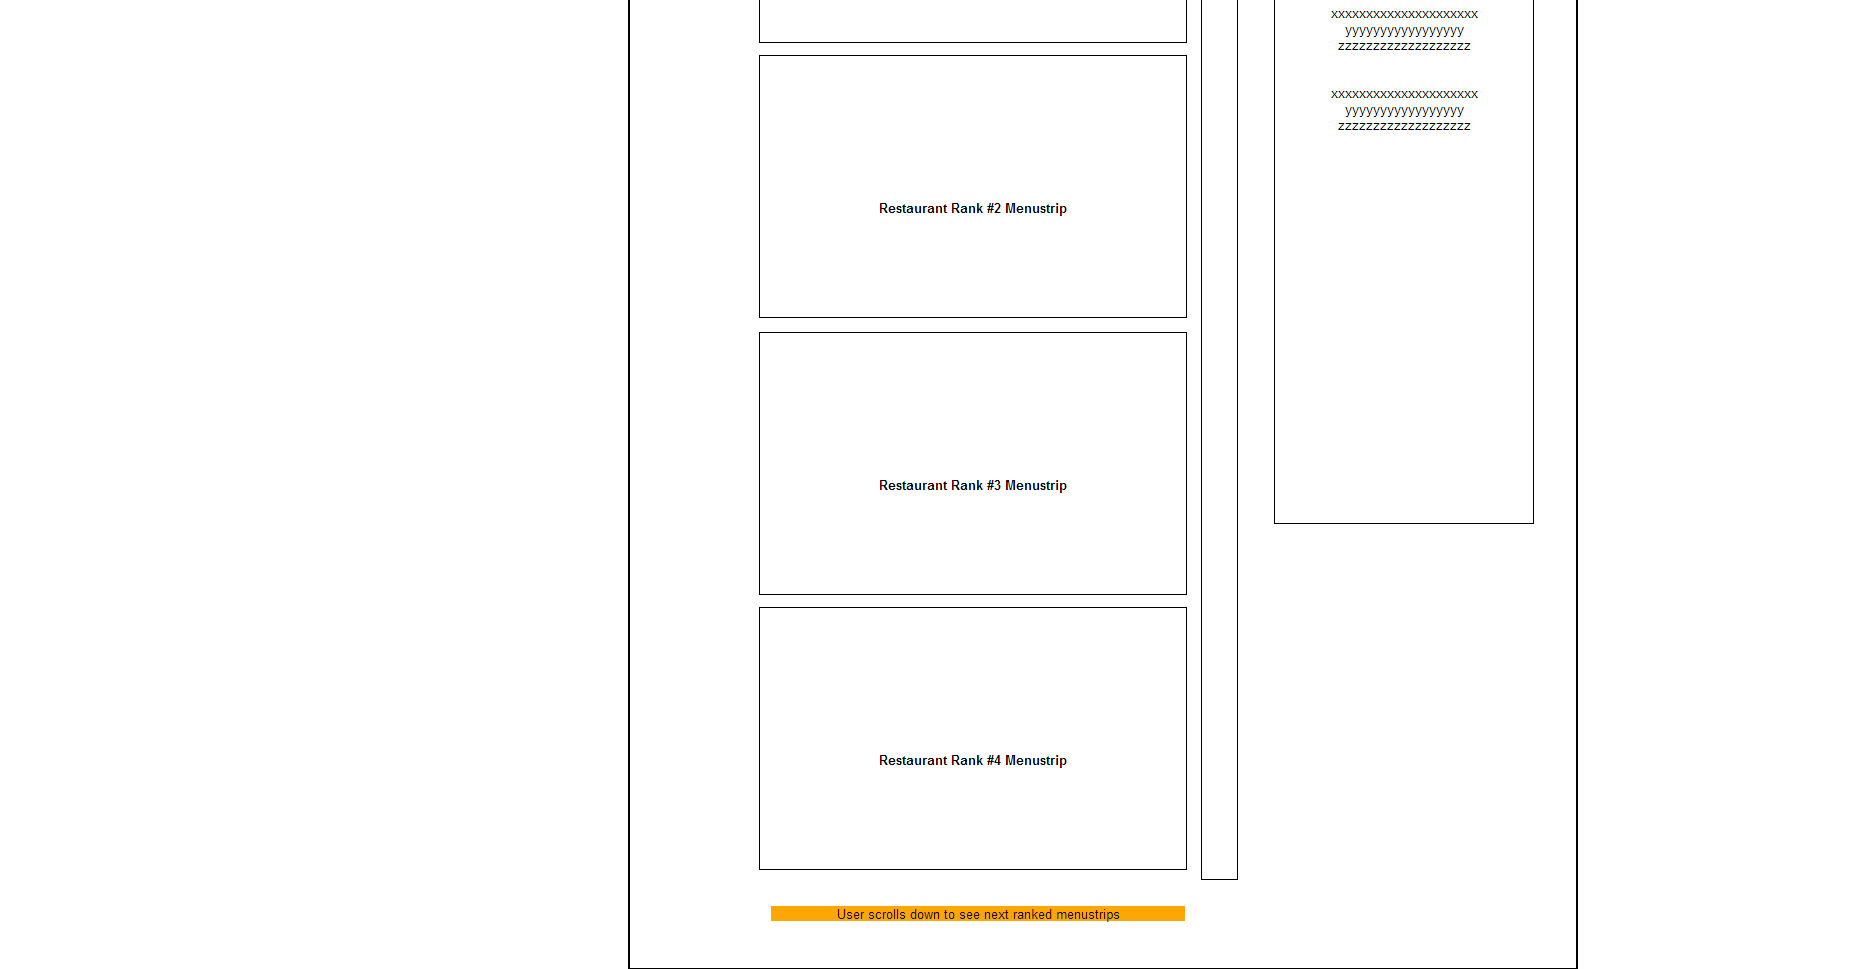 xxxxxxxxxxxxxxxxxxxxx
yyyyyyyyyyyyyyyyy
zzzzzzzzzzzzzzzzzzz
xxxxxxxxxxxxxxxxxxxxx
yyyyyyyyyyyyyyyyy
zzzzzzzzzzzzzzzzzzz
Restaurant Rank #2 Menustrip
Restaurant Rank #3 Menustrip
Restaurant Rank #4 Menustrip
User scrolls down to see next ranked menustrips